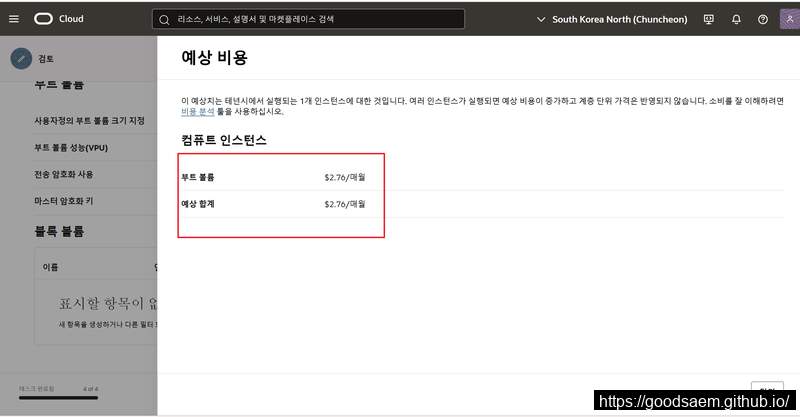 Cloud
리소스, 서비스, 설명서 및 마켓플레이스 검색
South Korea North (Chuncheon)
검토
예상 비용
부트 볼륨
이 예상치는 테넌시에서 실행되는 1개 인스턴스에 대한 것입니다. 여러 인스턴스가 실행되면 예상 비용이 증가하고 계층 단위 가격은 반영되지 않습니다. 소비를 잘 이해하려면
비용 분석 툴을 사용하십시오.
사용자정의 부트 볼륨 크기 지정
컴퓨트 인스턴스
부트 볼륨 성능(VPU)
전송 암호화 사용
부트 볼륨 $2.76/매월
마스터 암호화 키
예상 합계 $2.76/매월
블록 볼륨
이름
표시할 항목이
새 항목을 생성하거나 다른 필터
태스크 완료됨 4 of 4
https://goodsaem.github.io/